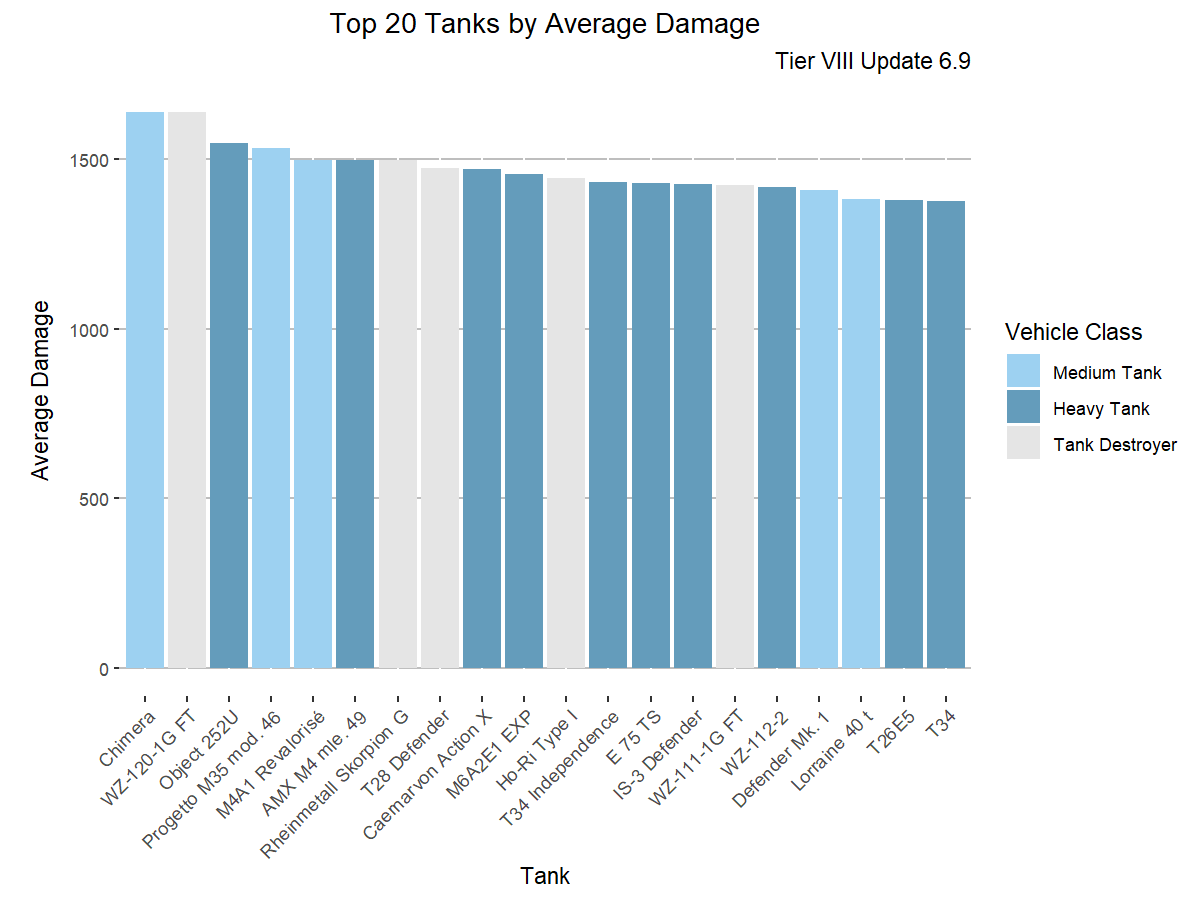 Top 20 Tanks by Average Damage
Tier VIII Update 6.9
1500
1000
500
0
Average Damage
Chimera
WZ-120-1G FT
Object 252U
Progetto M35 mod. 46
M4A1 Revalorisé
AMX M4 mle. 49
Rheinmetall Skorpion G
T28 Defender
Caernarvon Action X
M6A2E1 EXP
Ho-Ri Type I
T34 Independence
E 75 TS
IS-3 Defender
WZ-111-1G FT
WZ-112-2
Defender Mk. 1
Lorraine 40 t
T26E5
T34
Tank
Vehicle Class
Medium Tank
Heavy Tank
Tank Destroyer